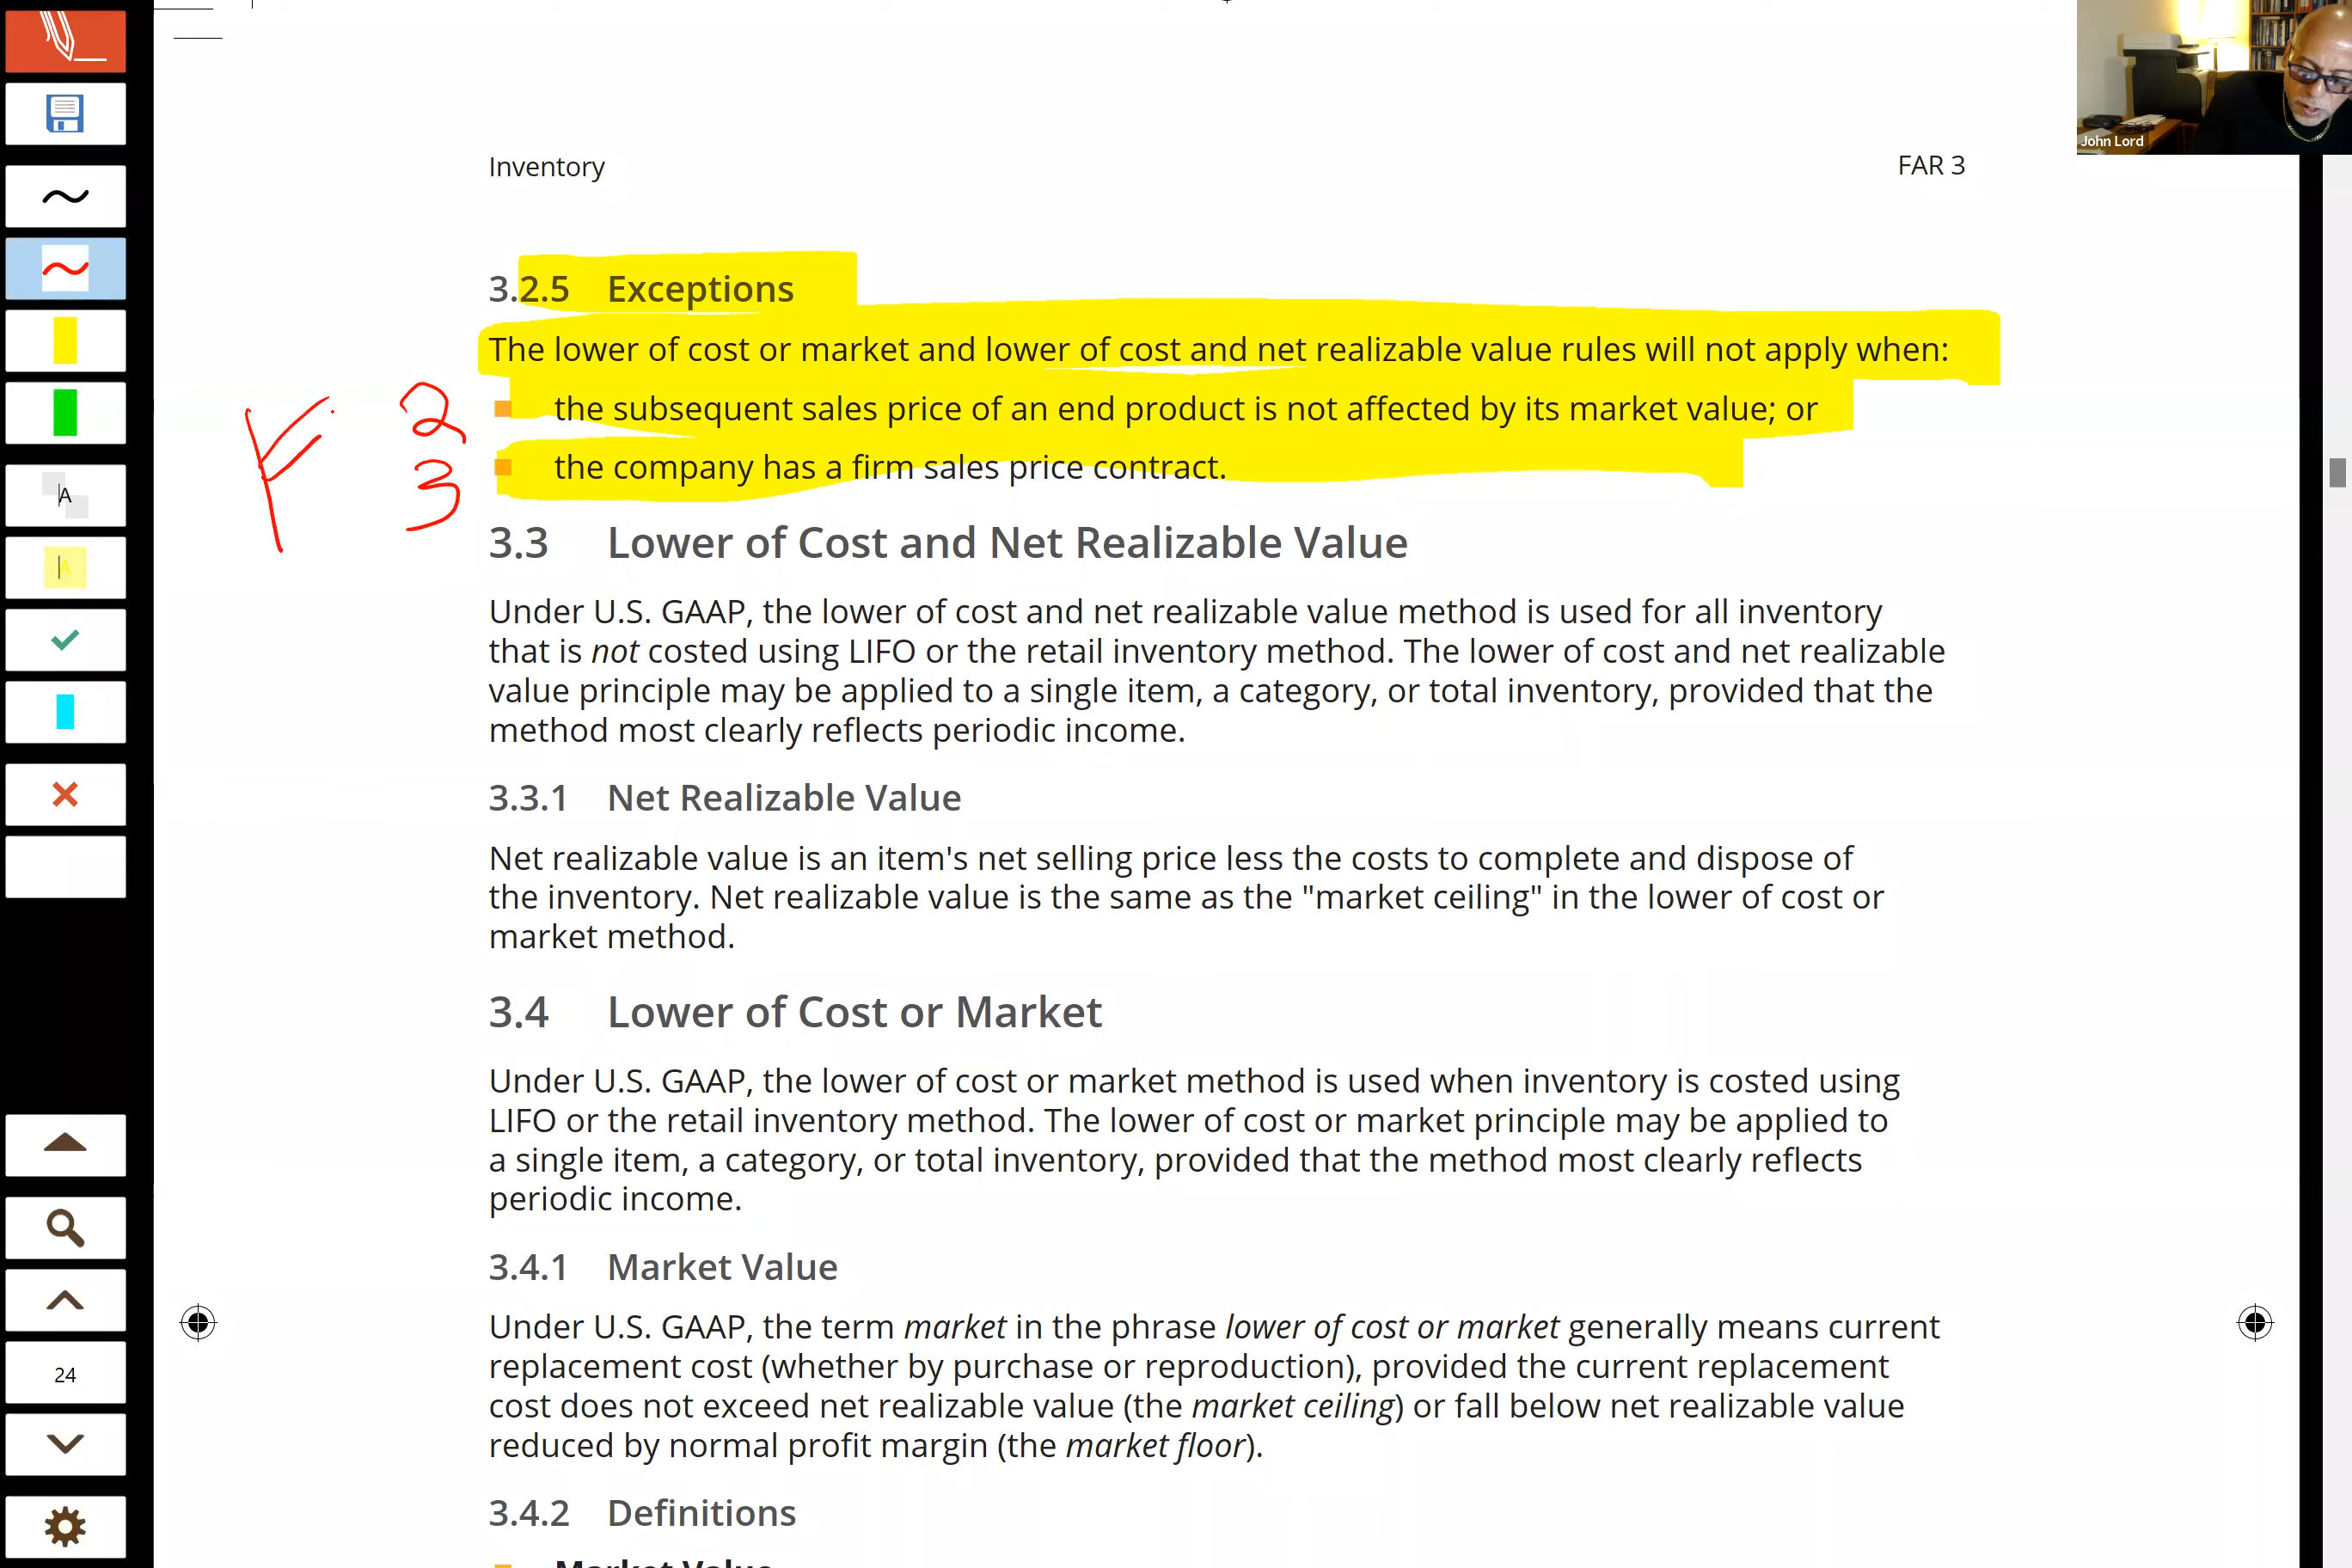 John Lord
Inventory
FAR 3
3.2.5 Exceptions
The lower of cost or market and lower of cost and net realizable value rules will not apply when:
the subsequent sales price of an end product is not affected by its market value; or
the company has a firm sales price contract.
F 2
3
3.3 Lower of Cost and Net Realizable Value
Under U.S. GAAP, the lower of cost and net realizable value method is used for all inventory
that is not costed using LIFO or the retail inventory method. The lower of cost and net realizable
value principle may be applied to a single item, a category, or total inventory, provided that the
method most clearly reflects periodic income.
3.3.1 Net Realizable Value
Net realizable value is an item's net selling price less the costs to complete and dispose of
the inventory. Net realizable value is the same as the "market ceiling" in the lower of cost or
market method.
3.4 Lower of Cost or Market
Under U.S. GAAP, the lower of cost or market method is used when inventory is costed using
LIFO or the retail inventory method. The lower of cost or market principle may be applied to
a single item, a category, or total inventory, provided that the method most clearly reflects
periodic income.
3.4.1 Market Value
Under U.S. GAAP, the term market in the phrase lower of cost or market generally means current
replacement cost (whether by purchase or reproduction), provided the current replacement
cost does not exceed net realizable value (the market ceiling) or fall below net realizable value
reduced by normal profit margin (the market floor).
3.4.2 Definitions
Market Value
A
A
24